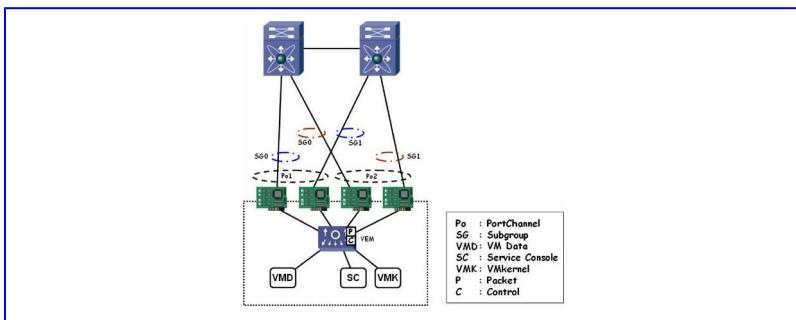 SG0
SG1
SG0
SG1
Po1
Po2
P
C
VEM
VMD
SC
VMK
Po : PortChannel
SG : Subgroup
VMD: VM Data
SC : Service Console
VMK: VMkernel
P : Packet
C : Control